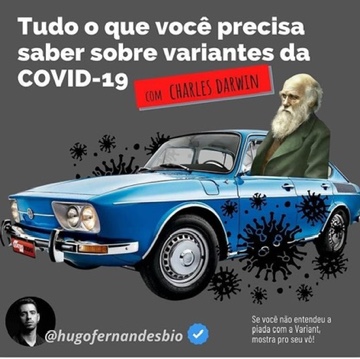 Tudo o que você precisa
saber sobre variantes da
COVID-19
COM CHARLES DARWIN
@hugofernandesbio
Se você não entendeu a
piada com a Variant,
mostra pro seu vô!